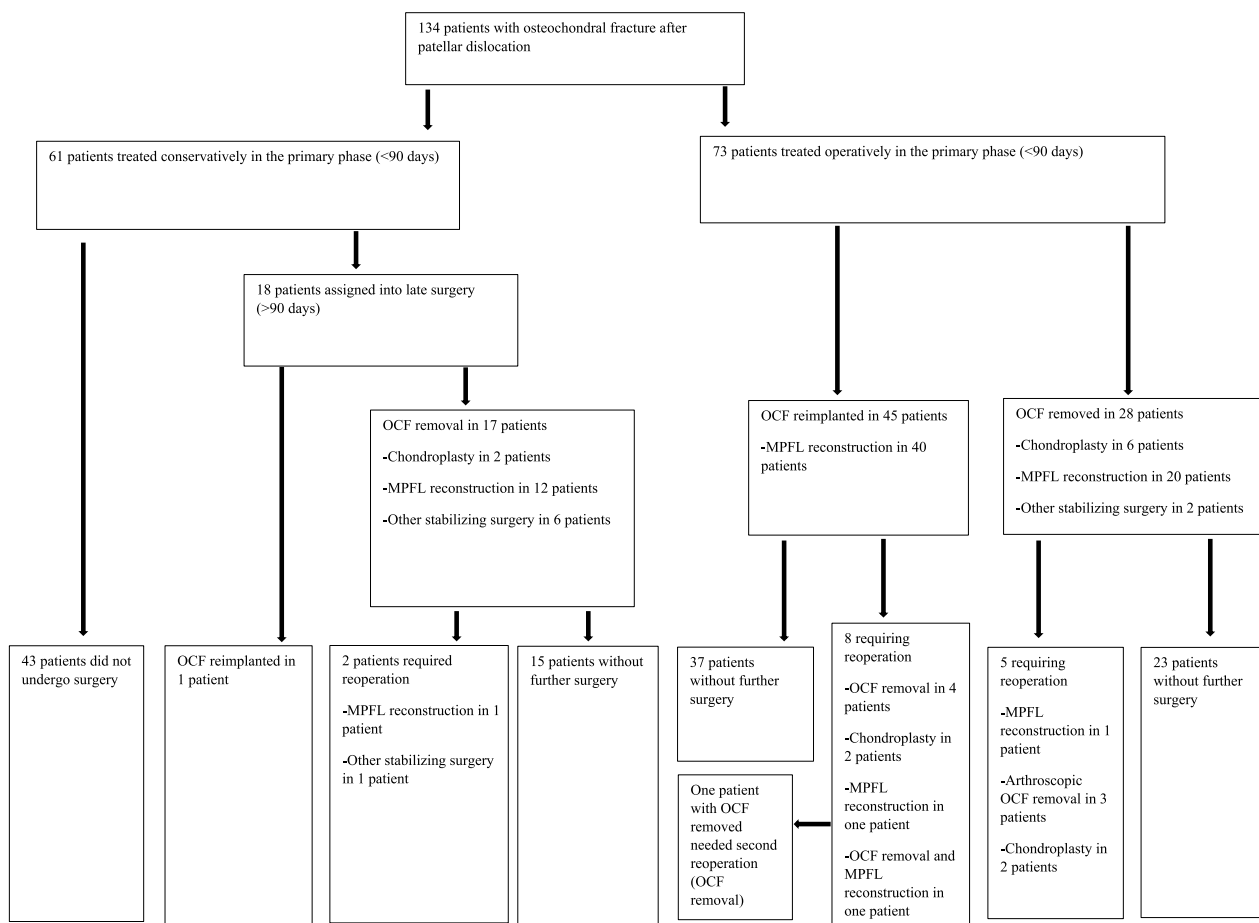 134 patients with osteochondral fracture after
patellar dislocation
61 patients treated conservatively in the primary phase (<90 days)
73 patients treated operatively in the primary phase (<90 days)
18 patients assigned into late surgery
(>90 days)
OCF removal in 17 patients
-Chondroplasty in 2 patients
-MPFL reconstruction in 12 patients
-Other stabilizing surgery in 6 patients
OCF reimplanted in 45 patients
-MPFL reconstruction in 40
patients
OCF removed in 28 patients
-Chondroplasty in 6 patients
-MPFL reconstruction in 20 patients
-Other stabilizing surgery in 2 patients
43 patients did not
undergo surgery
OCF reimplanted in
1 patient
2 patients required
reoperation
-MPFL reconstruction in 1
patient
-Other stabilizing surgery
in 1 patient
15 patients without
further surgery
37 patients
without further
surgery
8 requiring
reoperation
-OCF removal in 4
patients
-Chondroplasty in
2 patients
-MPFL
reconstruction in
one patient
-OCF removal and
MPFL
reconstruction in
one patient
One patient
with OCF
removed
needed second
reoperation
(OCF
removal)
5 requiring
reoperation
-MPFL
reconstruction in 1
patient
-Arthroscopic
OCF removal in 3
patients
-Chondroplasty in
2 patients
23 patients
without further
surgery